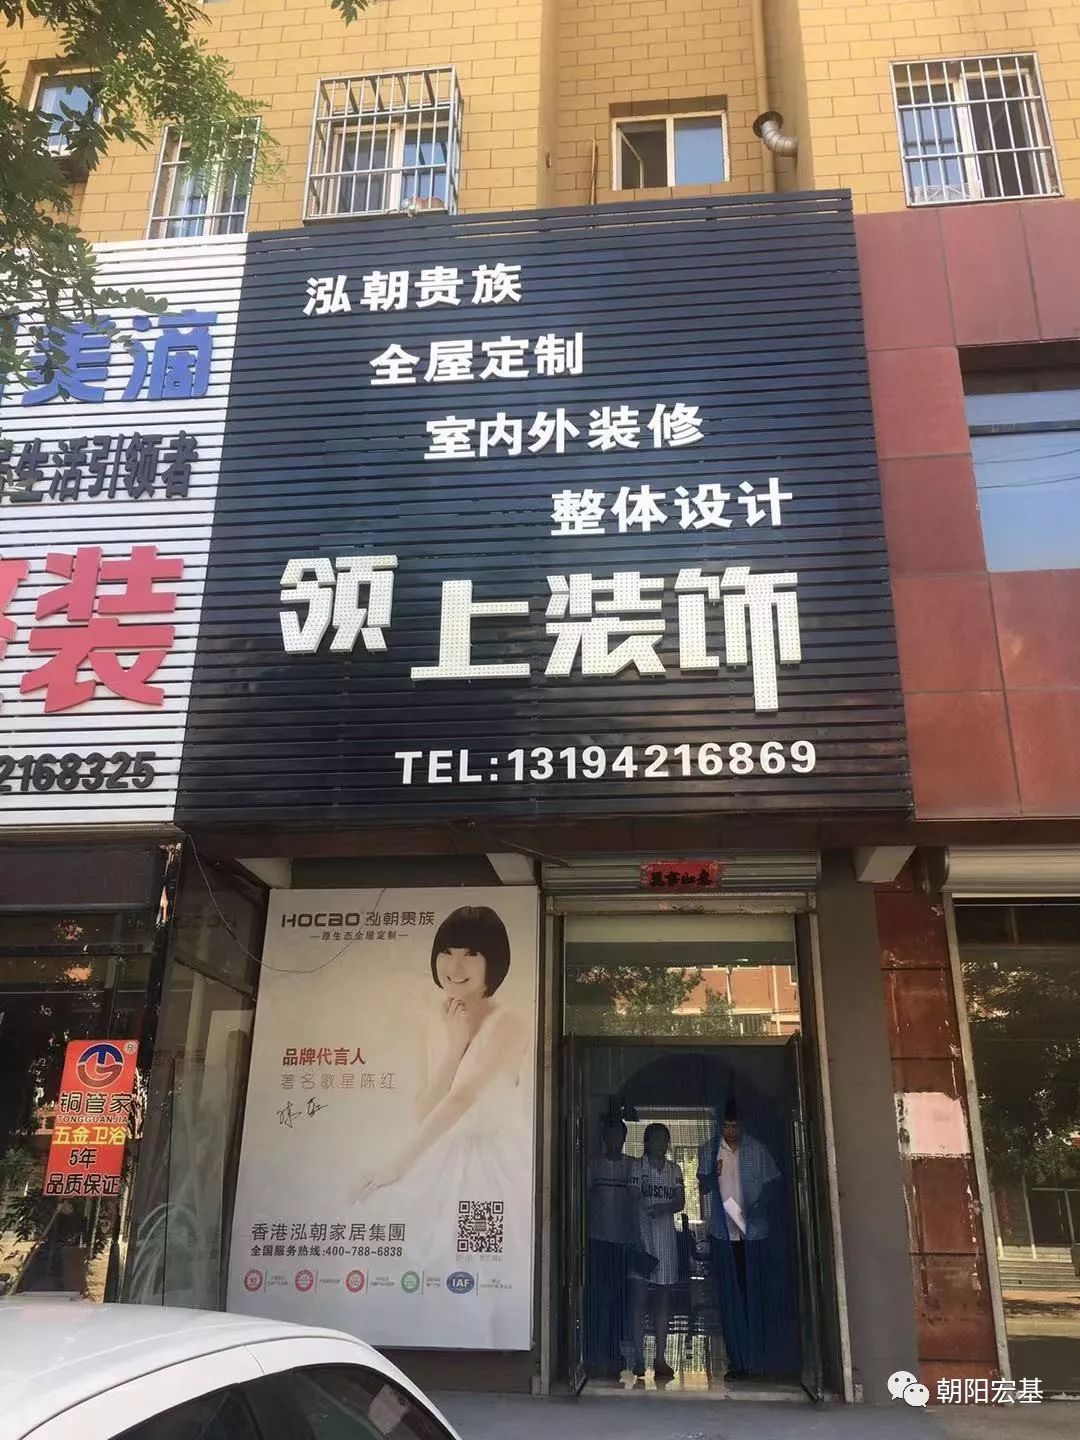 泓朝贵族
全屋定制
室内外装修
整体设计
领上装饰
TEL:13194216869
美滴
生活引领者
装
2168325
HOCAO 泓朝贵族
原生态全屋定制
品牌代言人
著名歌星陈红
香港泓朝家居集團
全国服务热线:400-788-6838
IAF
铜管家
TONGGUANJIA
五金卫浴
5年
品质保证
朝阳宏基